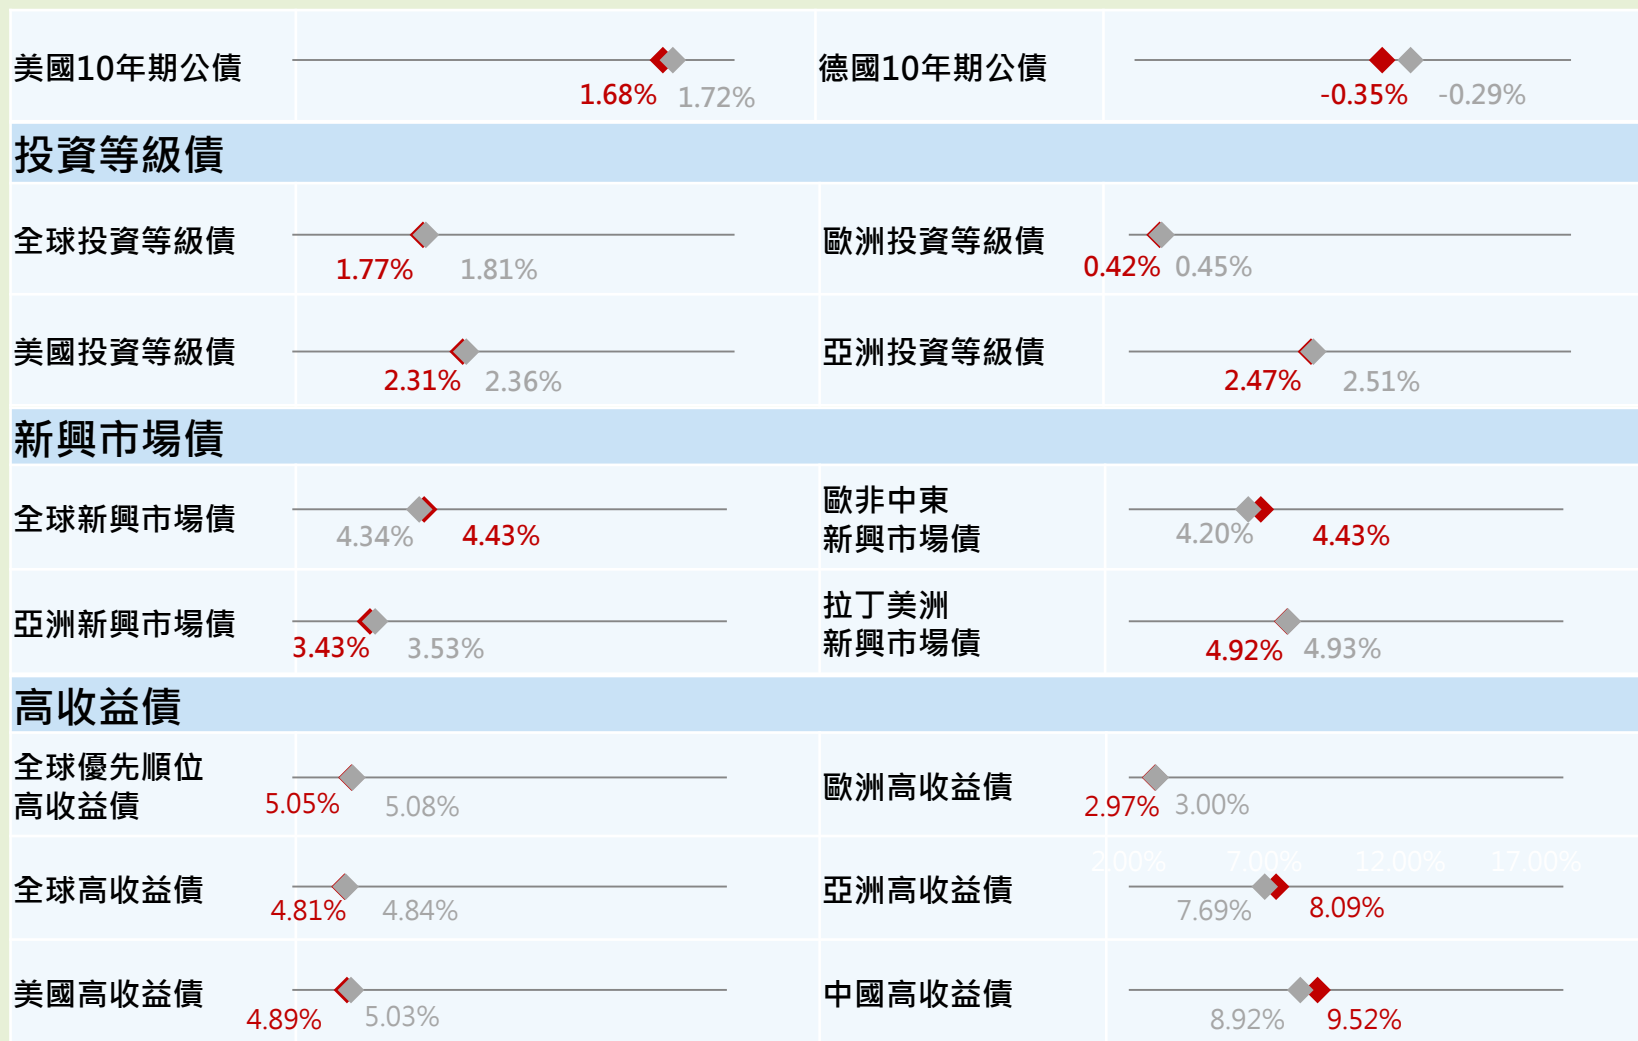 美國10年期公債
1.68% 1.72%
德國10年期公債
-0.35% -0.29%
投資等級債
全球投資等級債
1.77% 1.81%
歐洲投資等級債
0.42% 0.45%
美國投資等級債
2.31% 2.36%
亞洲投資等級債
2.47% 2.51%
新興市場債
全球新興市場債
4.34% 4.43%
歐非中東
新興市場債
4.20% 4.43%
亞洲新興市場債
3.43% 3.53%
拉丁美洲
新興市場債
4.92% 4.93%
高收益債
全球優先順位
高收益債
5.05% 5.08%
歐洲高收益債
2.97% 3.00%
全球高收益債
4.81% 4.84%
2.00% 7.00% 12.00% 17.00%
亞洲高收益債
7.69% 8.09%
美國高收益債
4.89% 5.03%
中國高收益債
8.92% 9.52%